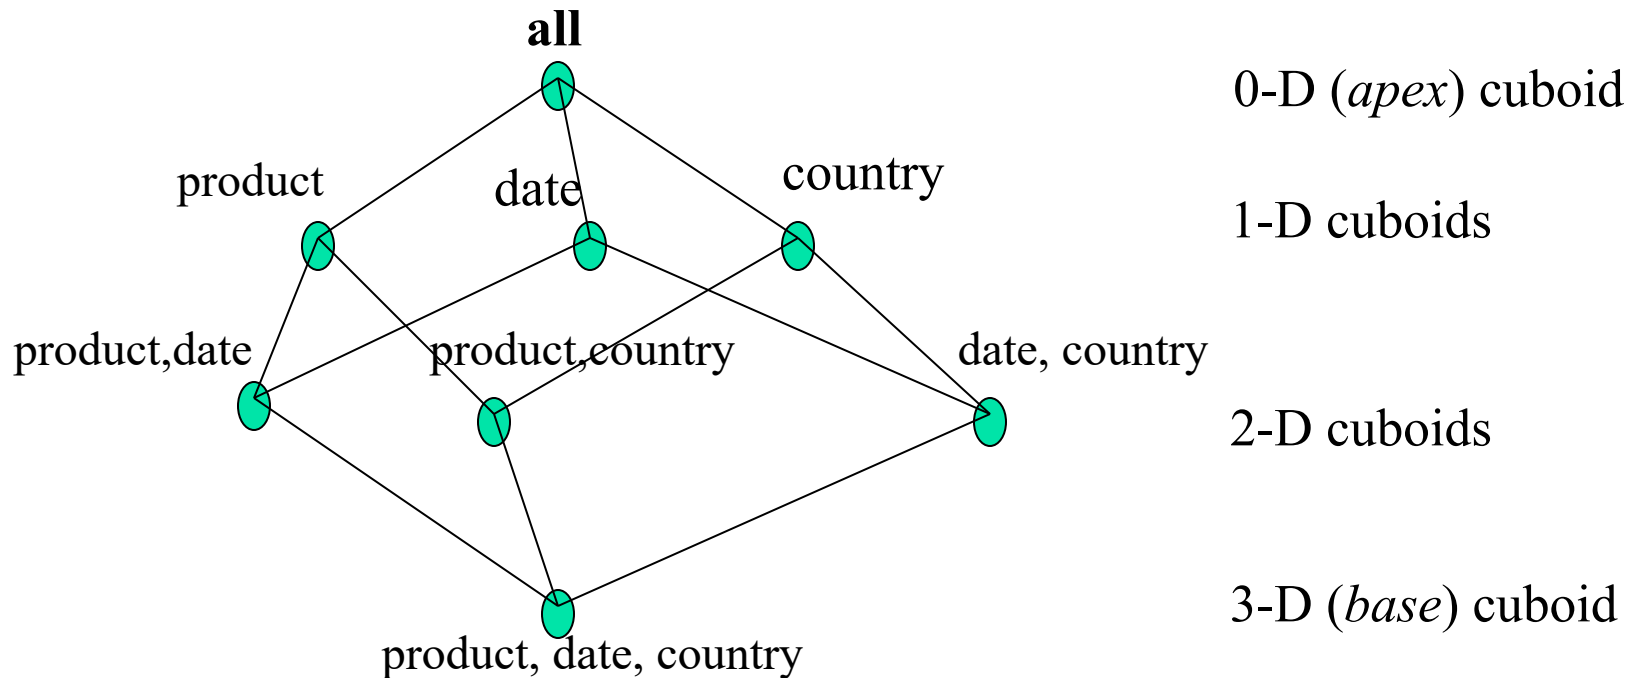 all
0-D (apex) cuboid
product
date
country
1-D cuboids
product,date
product,country
date, country
2-D cuboids
3-D (base) cuboid
product, date, country